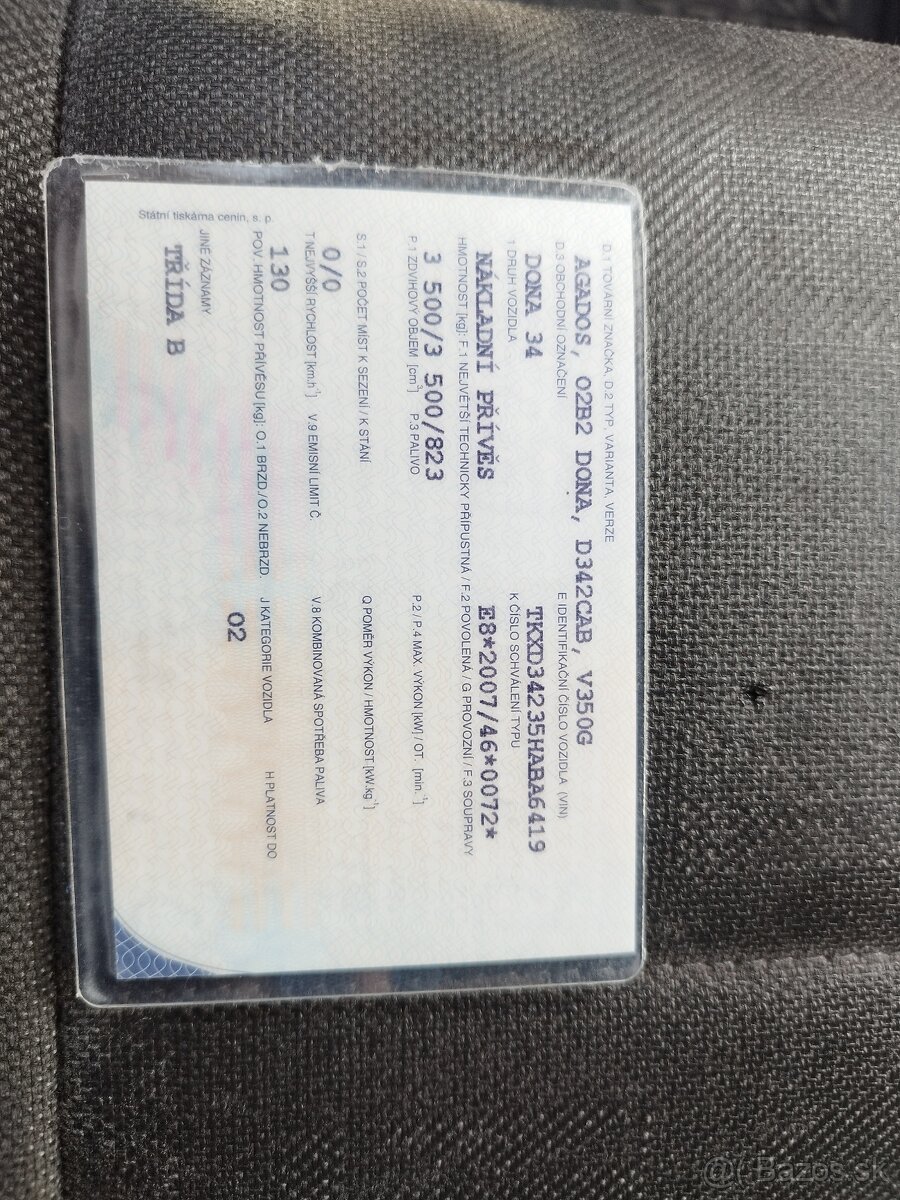 D.1 TOVÁRNÍ ZNAČKA, D.2 TYP, VARIANTA, VERZE
AGADOS, O2B2 DONA, D342CAB, V350G
D.3 OBCHODNÍ OZNAČENÍ E IDENTIFIKAČNÍ ČÍSLO VOZIDLA (VIN)
DONA 34 TKXD34235HABA6419
1 DRUH VOZIDLA K ČÍSLO SCHVÁLENÍ TYPU
NÁKLADNÍ PŘÍVĚS E8*2007/46*0072*
HMOTNOST [kg]: F.1 NEJVĚTŠÍ TECHNICKY PŘÍPUSTNÁ / F.2 POVOLENÁ / G PROVOZNÍ / F.3 SOUPRAVY
3 500/3 500/823
P.1 ZDVIHOVÝ OBJEM [cm³] P.3 PALIVO P.2 / P.4 MAX. VÝKON [kW] / OT. [min.⁻¹]
S.1 / S.2 POČET MÍST K SEZENÍ / K STÁNÍ Q POMĚR VÝKON / HMOTNOST [kW.kg⁻¹]
0/0
T NEJVYŠŠÍ RYCHLOST [km.h⁻¹] V.9 EMISNÍ LIMIT Č. V.8 KOMBINOVANÁ SPOTŘEBA PALIVA
130
POV. HMOTNOST PŘÍVĚSU [kg]: O.1 BRZD./O.2 NEBRZD. J KATEGORIE VOZIDLA H PLATNOST DO
O2
JINÉ ZÁZNAMY
TŘÍDA B
Státní tiskárna cenin, s. p.
@ Bazos.sk